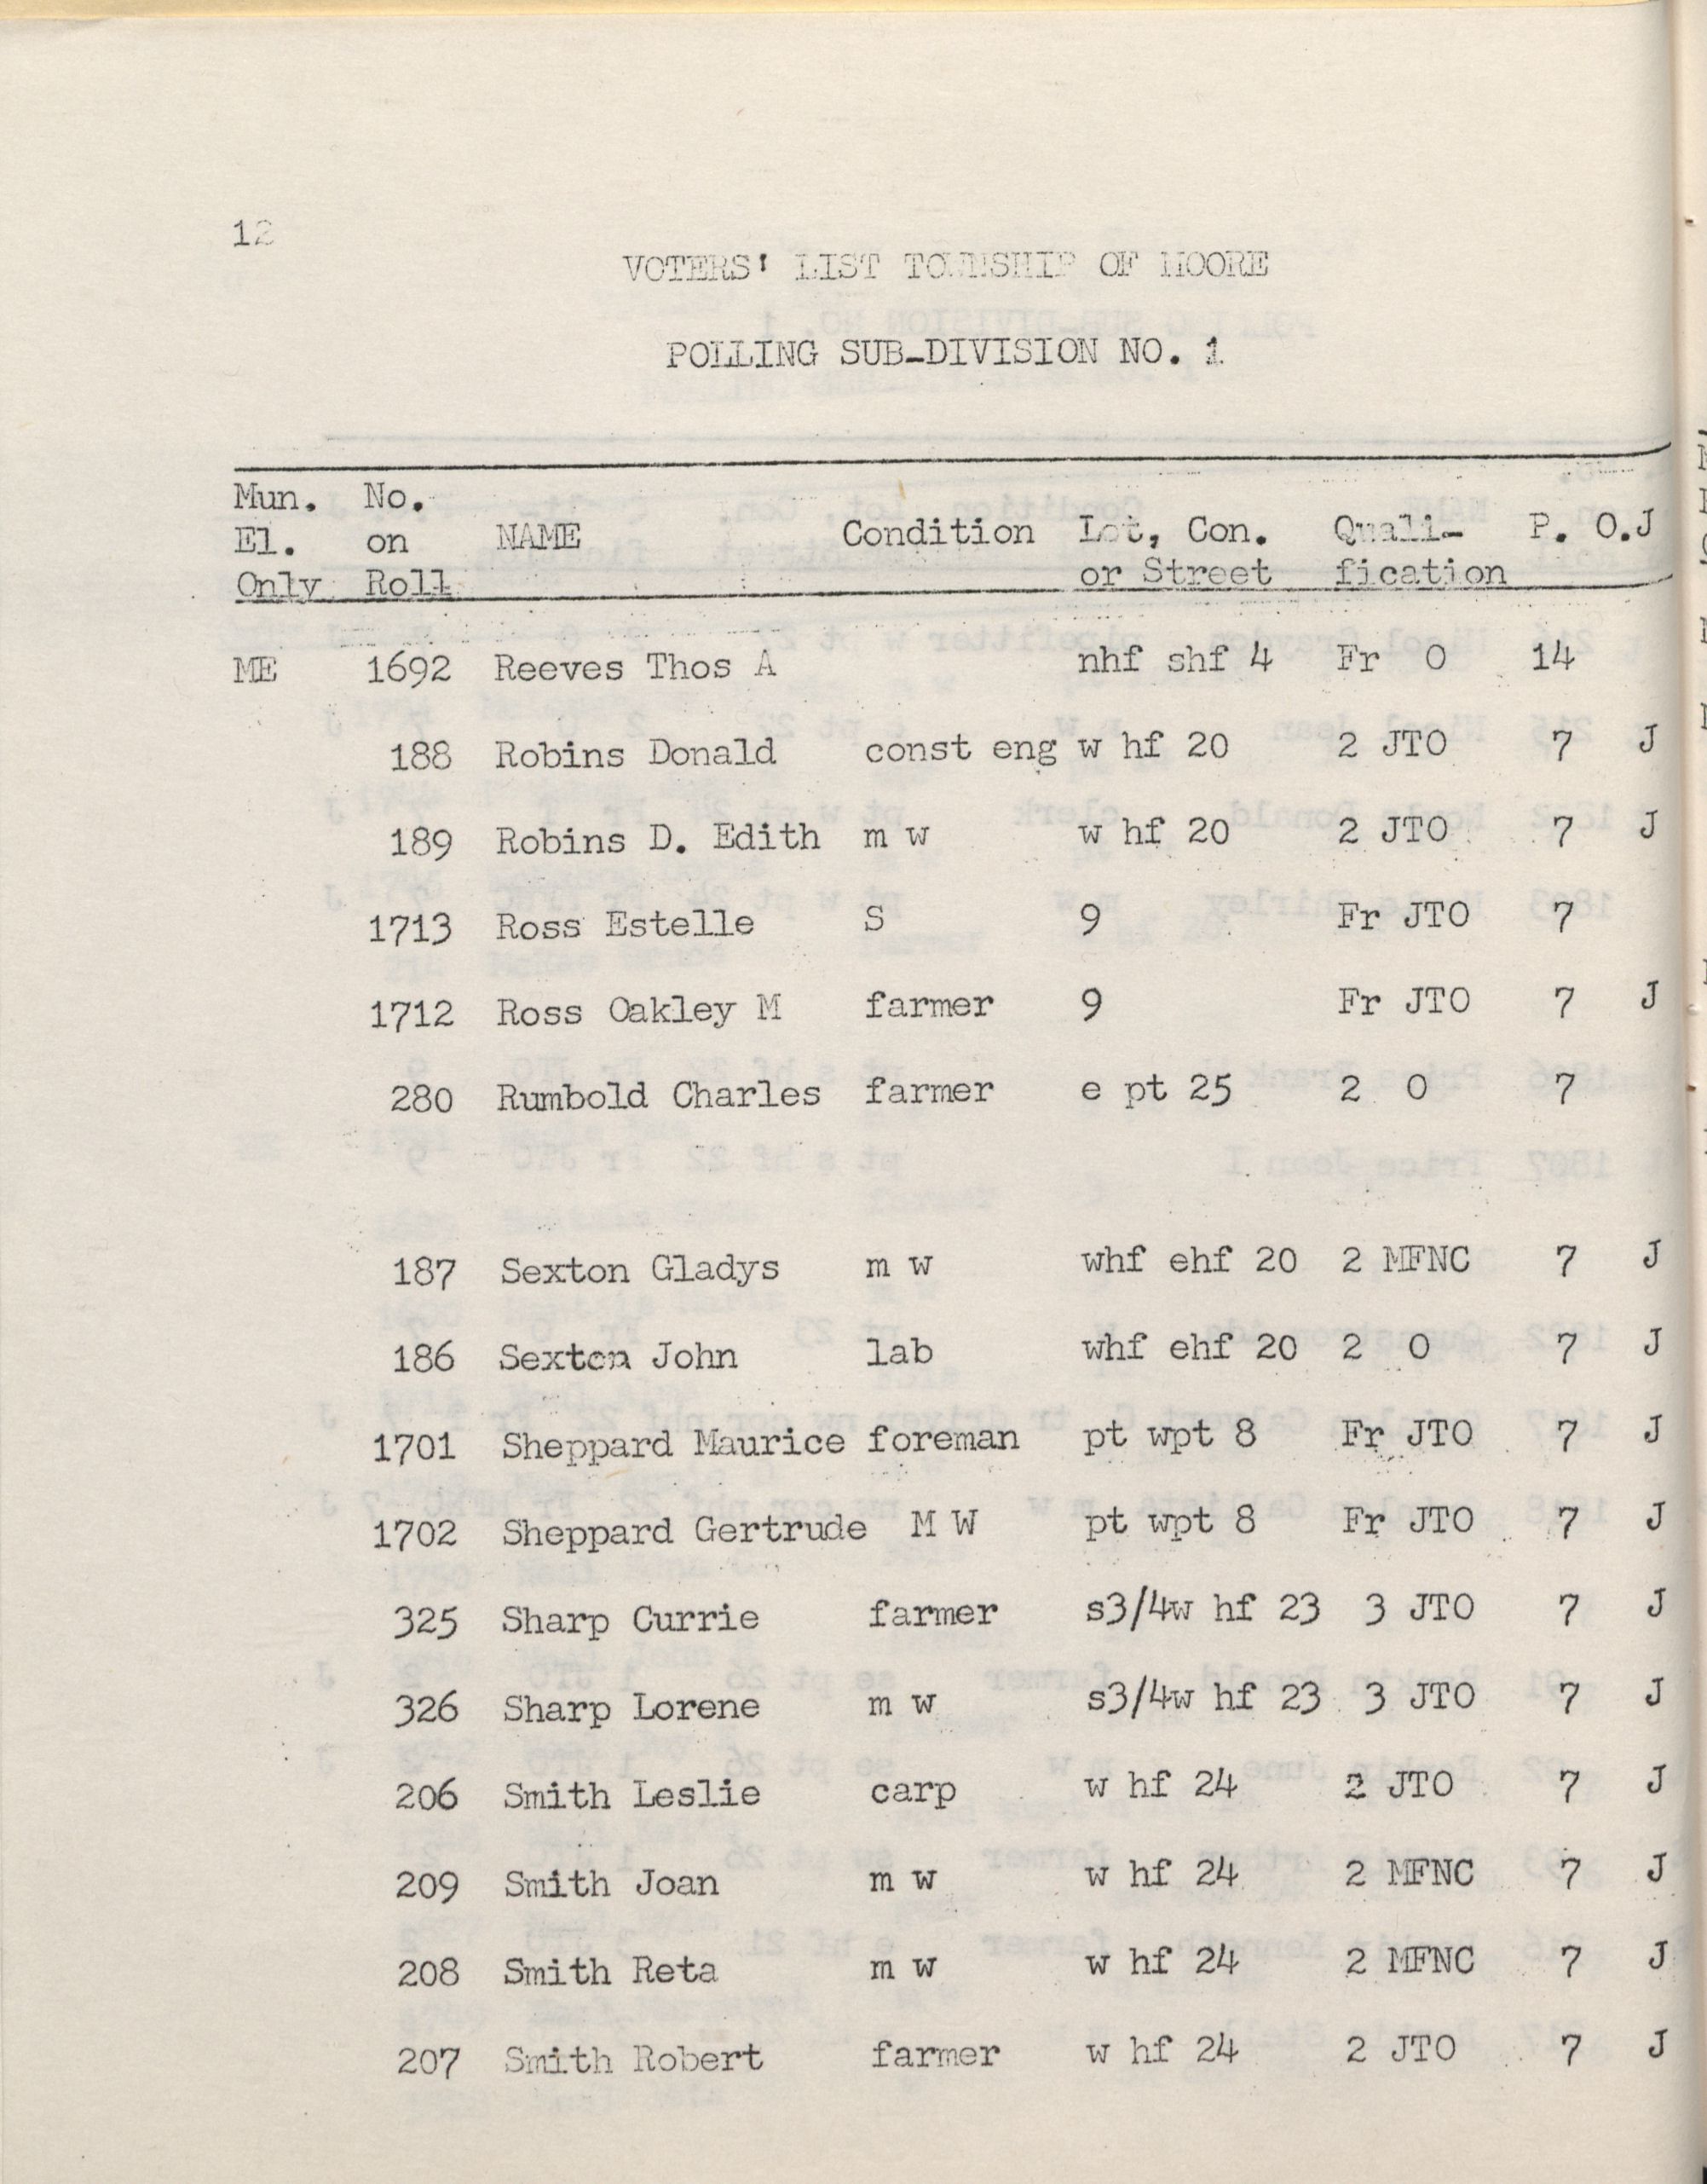 12
VOTERS' LIST TOWNSHIP OF MOORE
POLLING SUB-DIVISION NO. 1
Mun. No.
El. on NAME Condition Lot, Con. Quali- P. O. J
Only Roll or Street fication
ME 1692 Reeves Thos A nhf shf 4 Fr O 14
188 Robins Donald const eng w hf 20 2 JTO 7 J
189 Robins D. Edith m w w hf 20 2 JTO 7 J
1713 Ross Estelle S 9 Fr JTO 7
1712 Ross Oakley M farmer 9 Fr JTO 7 J
280 Rumbold Charles farmer e pt 25 2 O 7
187 Sexton Gladys m w whf ehf 20 2 MFNC 7 J
186 Sexton John lab whf ehf 20 2 O 7 J
1701 Sheppard Maurice foreman pt wpt 8 Fr JTO 7 J
1702 Sheppard Gertrude M W pt wpt 8 Fr JTO 7 J
325 Sharp Currie farmer s3/4w hf 23 3 JTO 7 J
326 Sharp Lorene m w s3/4w hf 23 3 JTO 7 J
206 Smith Leslie carp w hf 24 2 JTO 7 J
209 Smith Joan m w w hf 24 2 MFNC 7 J
208 Smith Reta m w w hf 24 2 MFNC 7 J
207 Smith Robert farmer w hf 24 2 JTO 7 J